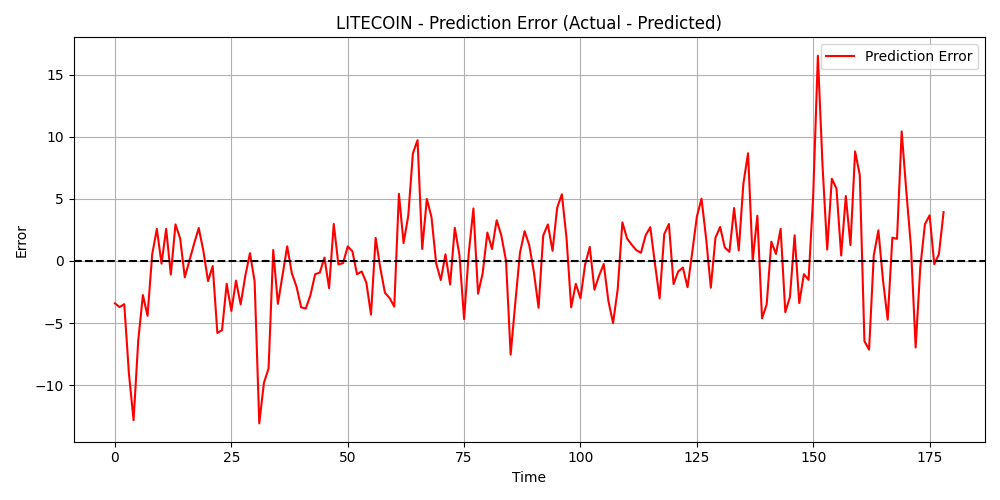 LITECOIN - Prediction Error (Actual - Predicted)
Prediction Error
Error
15
10
5
0
−5
−10
0 25 50 75 100 125 150 175
Time